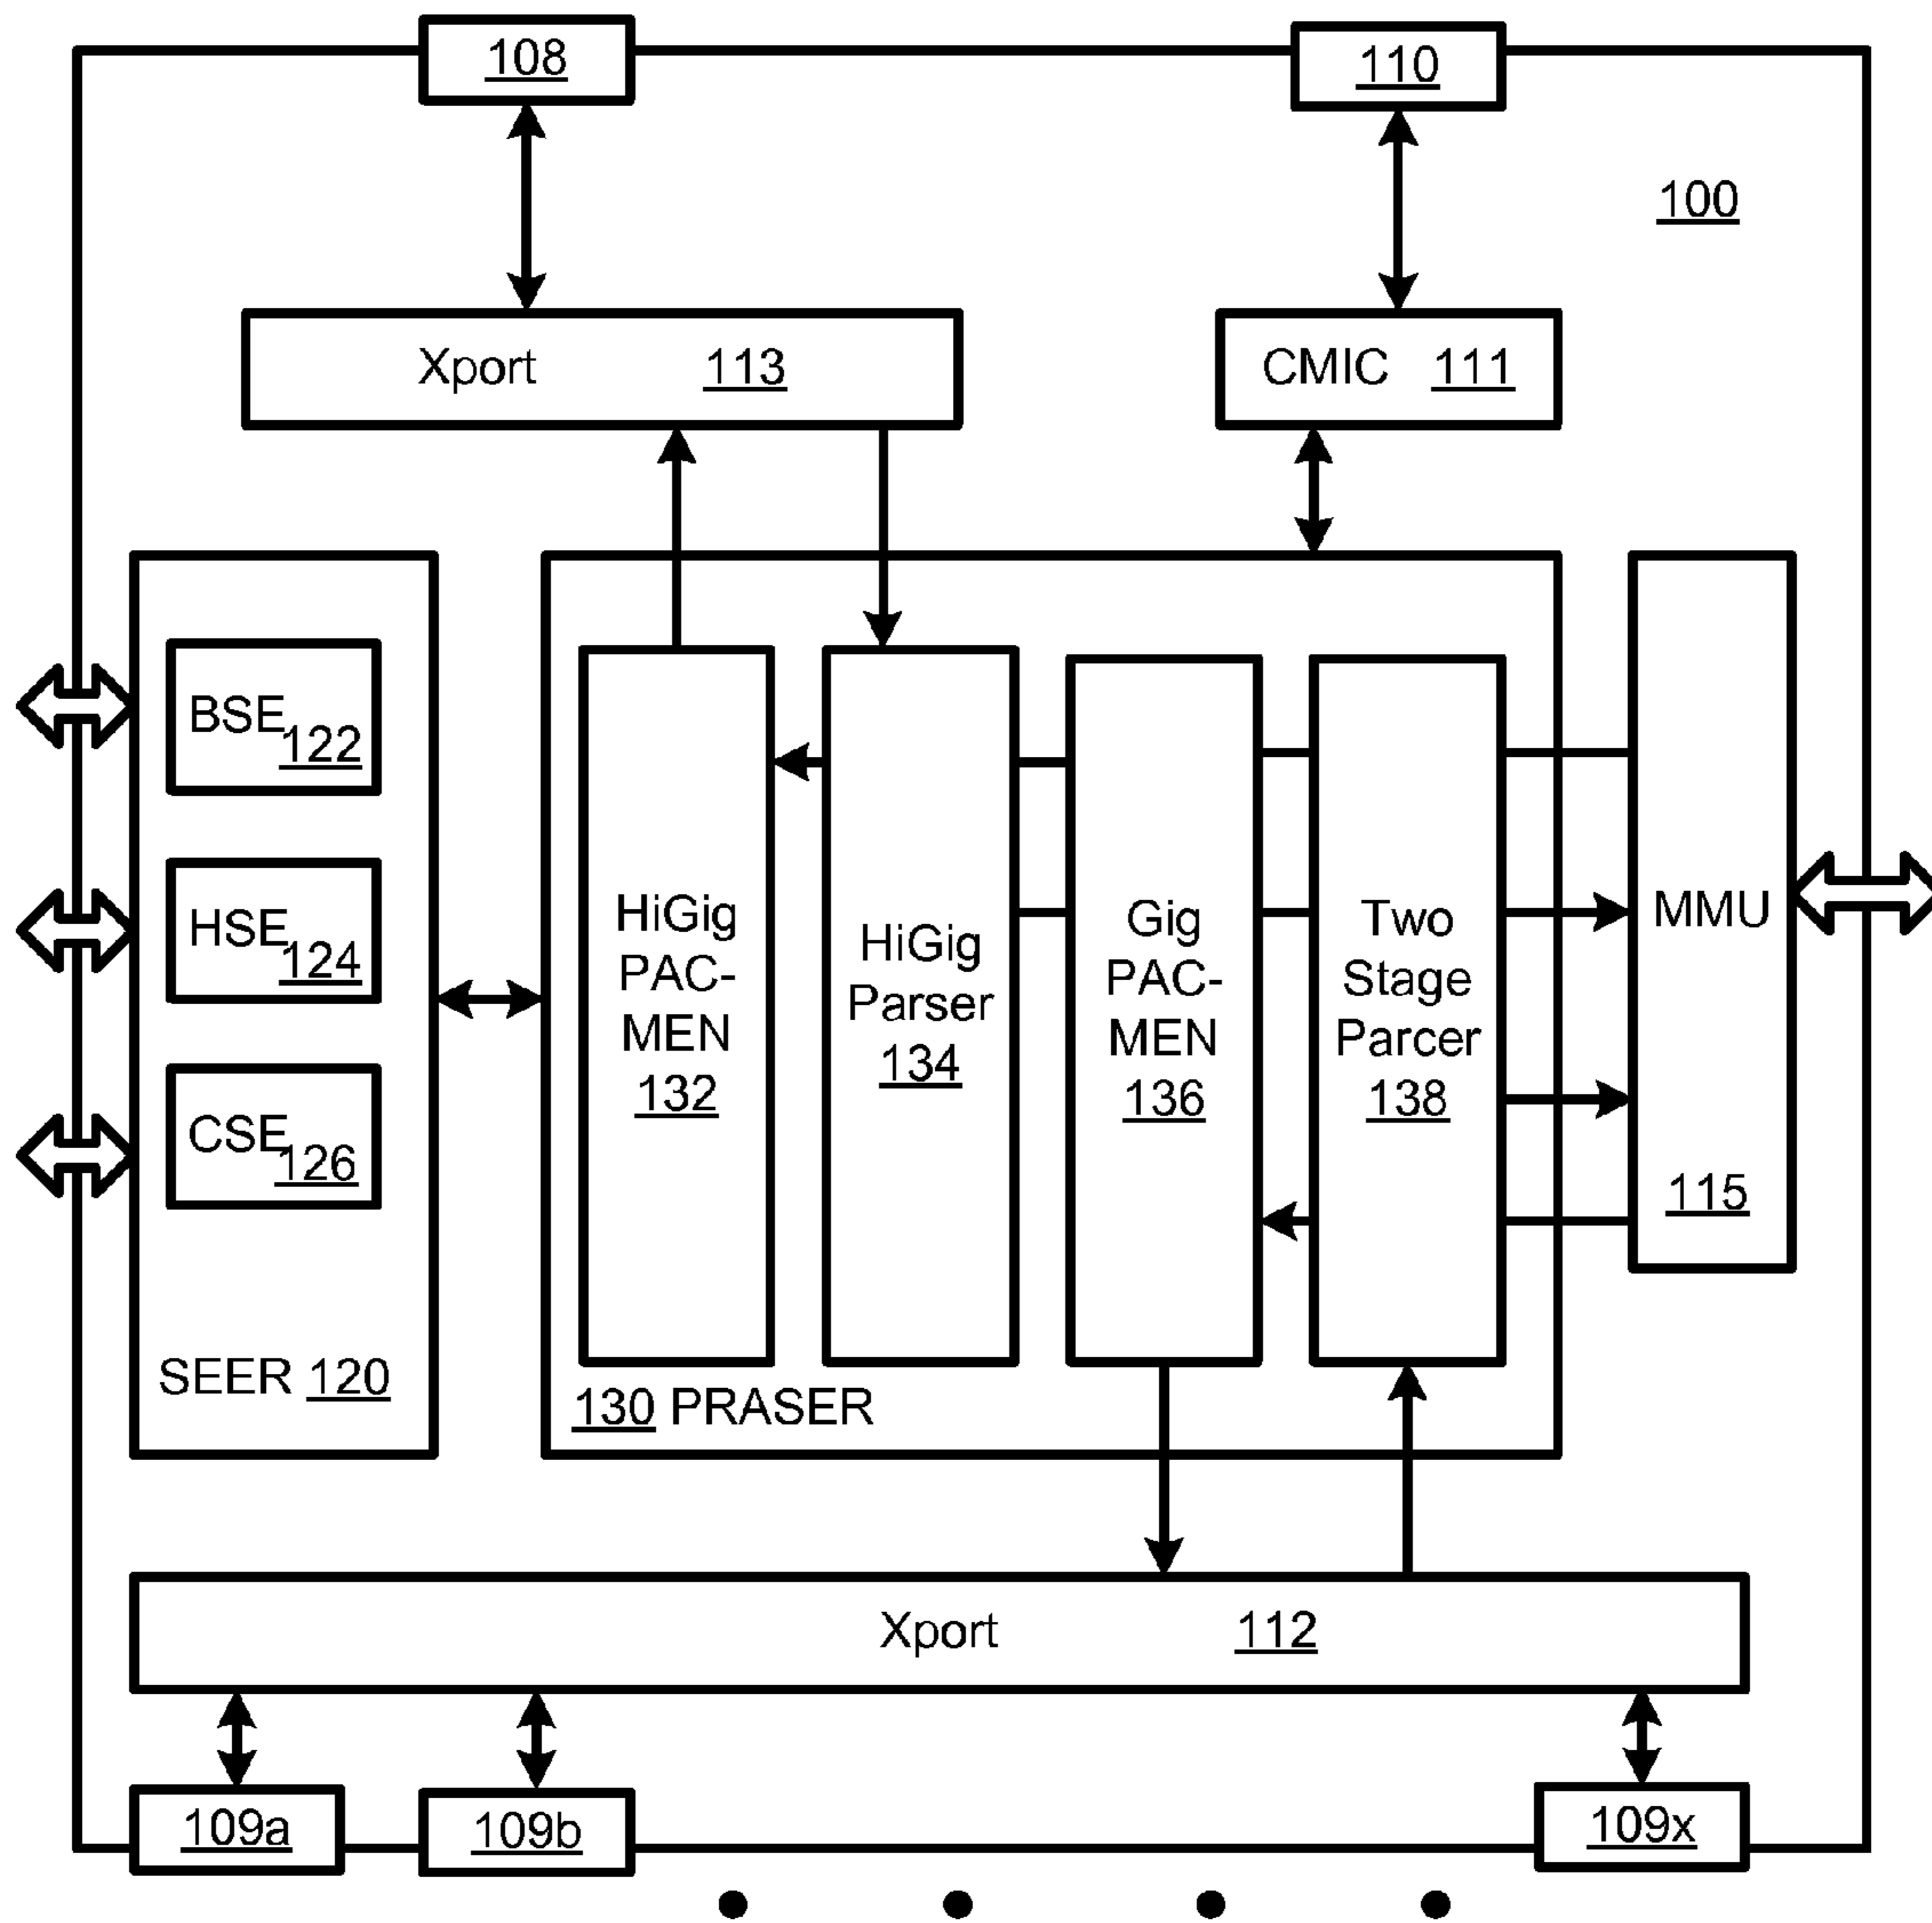 108
110
100
Xport 113
CMIC 111
BSE 122
HSE 124
CSE 126
SEER 120
HiGig
PAC-
MEN
132
HiGig
Parser
134
Gig
PAC-
MEN
136
Two
Stage
Parcer
138
130 PRASER
MMU
115
Xport 112
109a
109b
109x